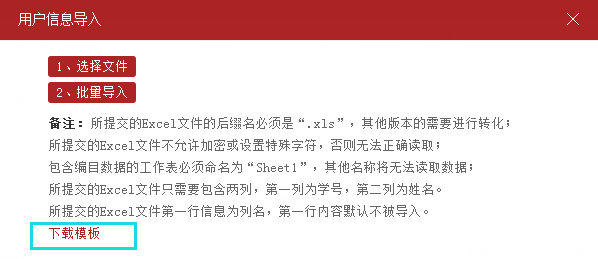 用户信息导入
1、选择文件
2、批量导入
备注：所提交的Excel文件的后缀名必须是“.xls”，其他版本的需要进行转化；
所提交的Excel文件不允许加密或设置特殊字符，否则无法正确读取；
包含编目数据的工作表必须命名为“Sheet1”，其他名称将无法读取数据；
所提交的Excel文件只需要包含两列，第一列为学号，第二列为姓名。
所提交的Excel文件第一行信息为列名，第一行内容默认不被导入。
下载模板